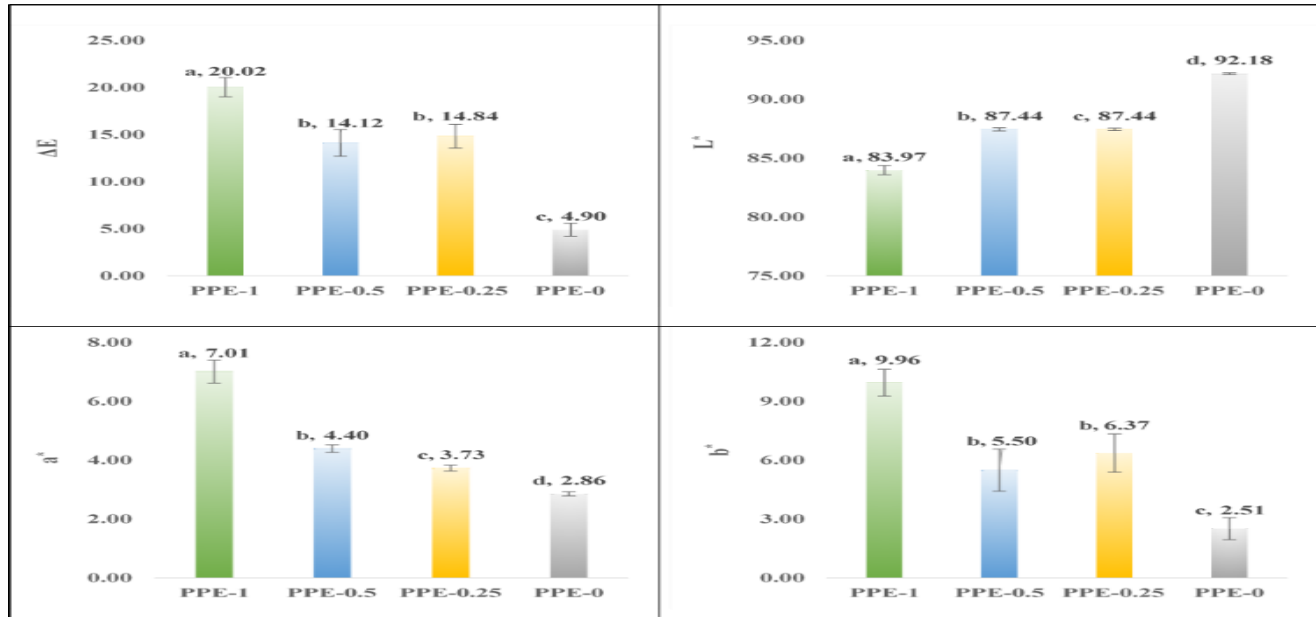 25.00
20.00
15.00
10.00
5.00
0.00
ΔE
a, 20.02
b, 14.12
b, 14.84
c, 4.90
PPE-1 PPE-0.5 PPE-0.25 PPE-0
95.00
90.00
85.00
80.00
75.00
L*
a, 83.97
b, 87.44
c, 87.44
d, 92.18
PPE-1 PPE-0.5 PPE-0.25 PPE-0
8.00
6.00
4.00
2.00
0.00
a*
a, 7.01
b, 4.40
c, 3.73
d, 2.86
PPE-1 PPE-0.5 PPE-0.25 PPE-0
12.00
9.00
6.00
3.00
0.00
b*
a, 9.96
b, 5.50
b, 6.37
c, 2.51
PPE-1 PPE-0.5 PPE-0.25 PPE-0